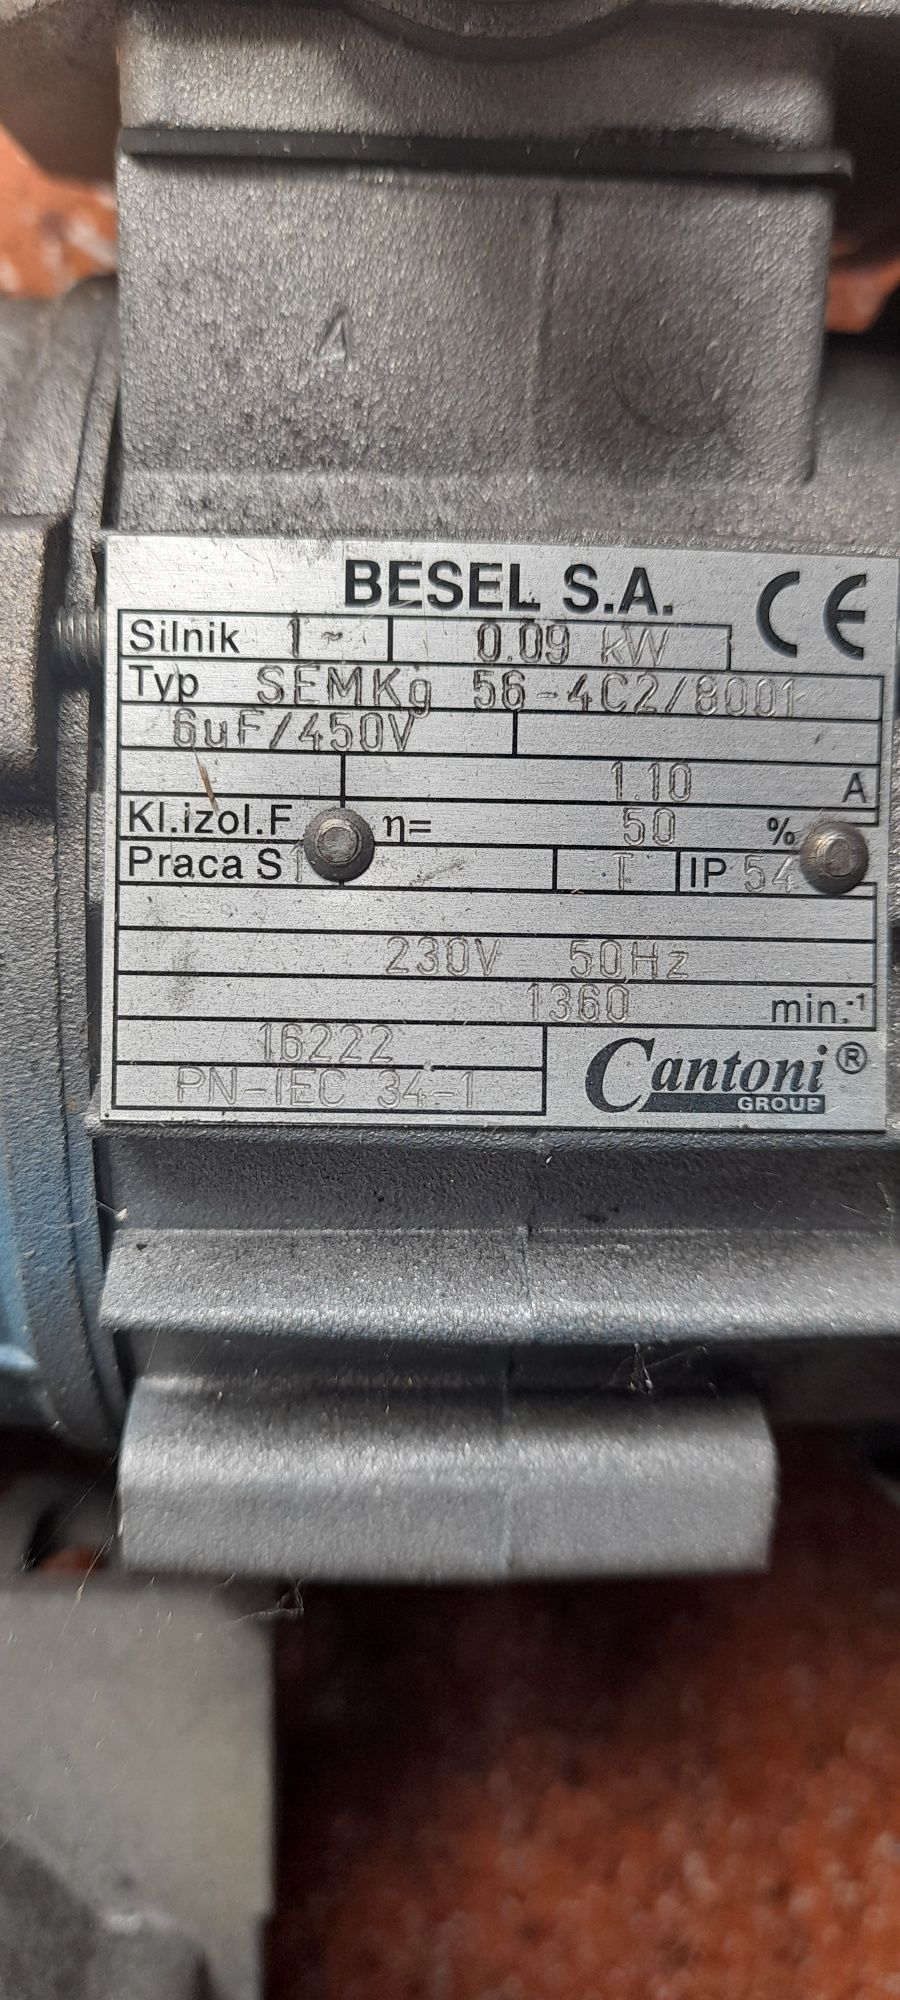 BESEL S.A. CE
Silnik 1~ 0.09 kW
Typ SEMKg 56-4C2/8001
6uF/450V
1.10 A
Kl.izol.F η= 50 %
Praca S1 T IP 54
230V 50Hz
1360 min.-1
16222
PN-IEC 34-1
Cantoni®
GROUP